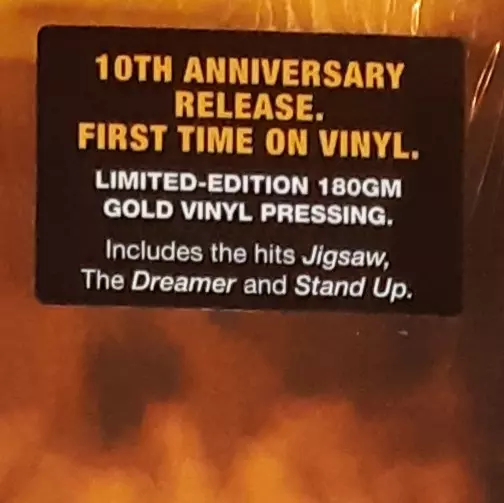 10TH ANNIVERSARY
RELEASE.
FIRST TIME ON VINYL.
LIMITED-EDITION 180GM
GOLD VINYL PRESSING.
Includes the hits Jigsaw,
The Dreamer and Stand Up.